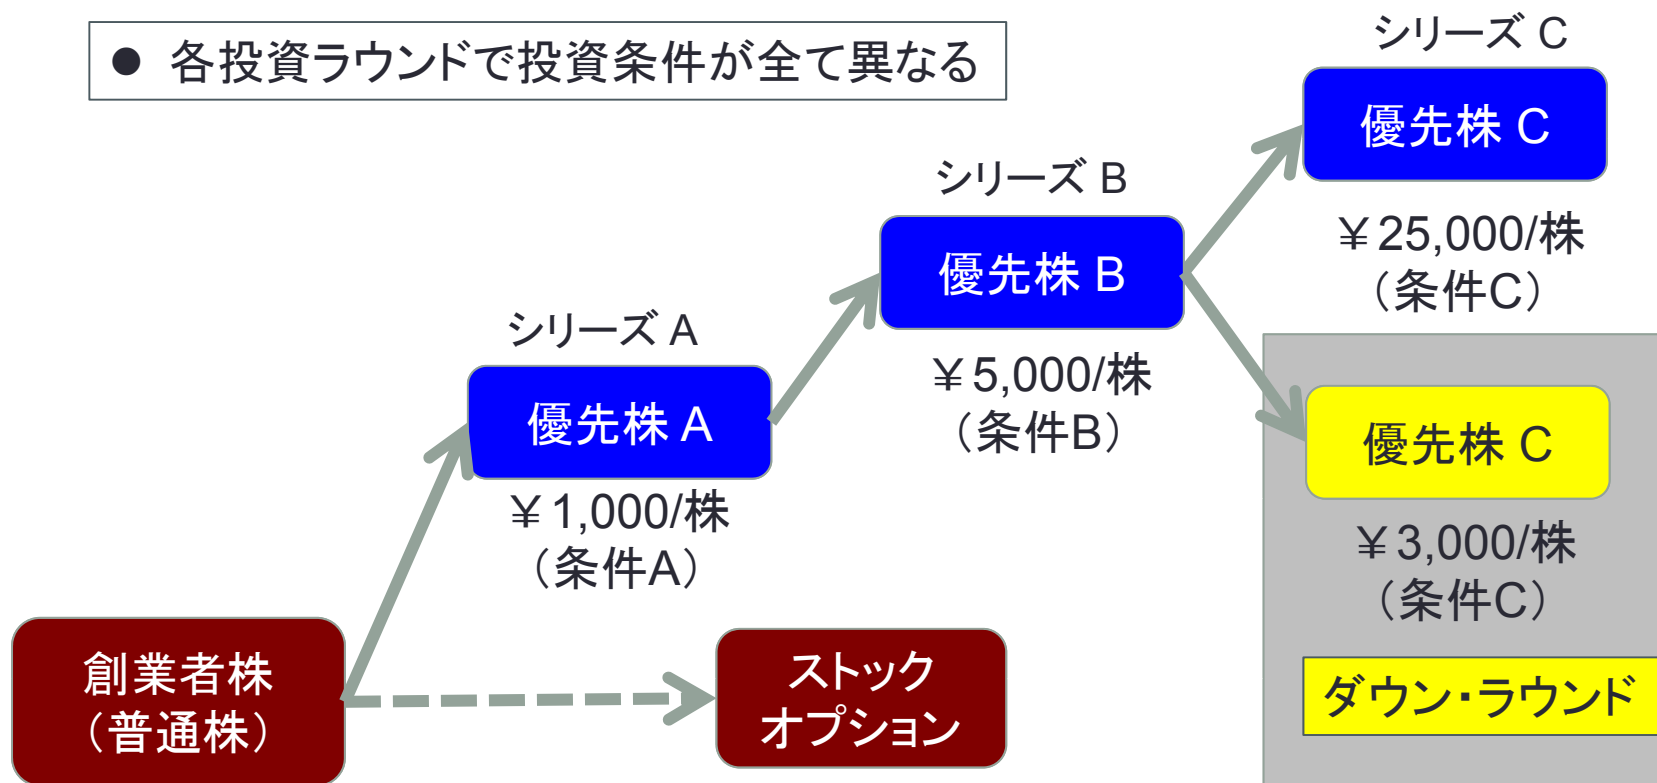 ● 各投資ラウンドで投資条件が全て異なる
シリーズ C
優先株 C
￥25,000/株
（条件C）
シリーズ B
優先株 B
￥5,000/株
（条件B）
シリーズ A
優先株 A
￥1,000/株
（条件A）
優先株 C
￥3,000/株
（条件C）
ダウン・ラウンド
創業者株
（普通株）
ストック
オプション